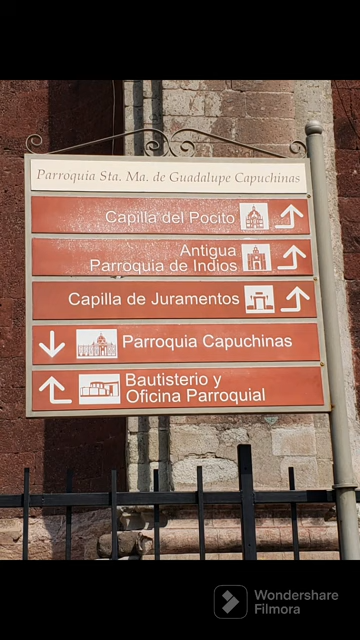 Parroquia Sta. Ma. de Guadalupe Capuchinas
Capilla del Pocito
Antigua
Parroquia de Indios
Capilla de Juramentos
Parroquia Capuchinas
Bautisterio y
Oficina Parroquial
Wondershare
Filmora